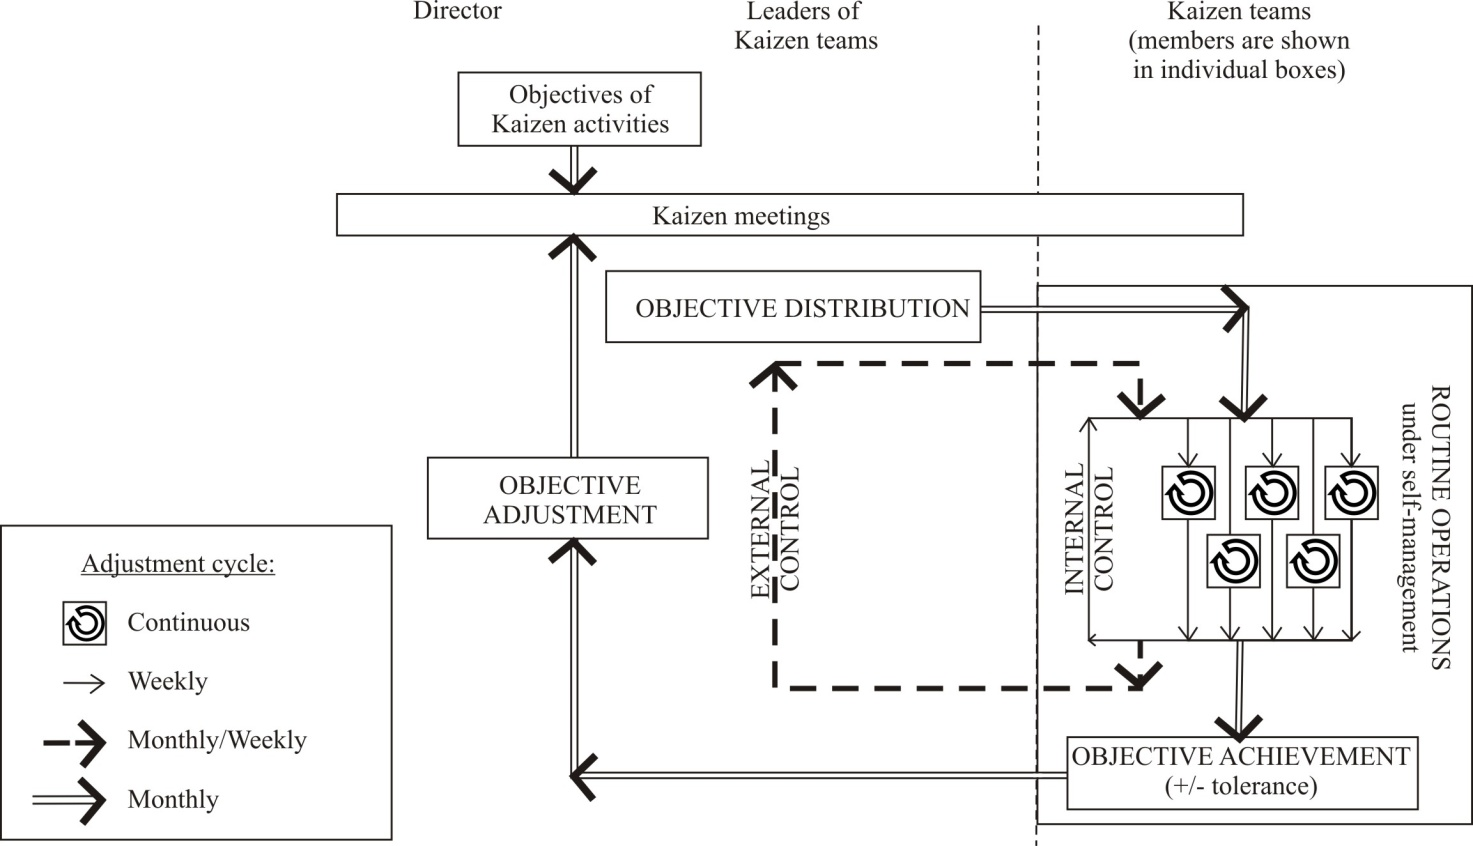 Director
Leaders of
Kaizen teams
Kaizen teams
(members are shown
in individual boxes)
Objectives of
Kaizen activities
Kaizen meetings
OBJECTIVE DISTRIBUTION
OBJECTIVE
ADJUSTMENT
EXTERNAL
CONTROL
INTERNAL
CONTROL
ROUTINE OPERATIONS
under self-management
OBJECTIVE ACHIEVEMENT
(+/- tolerance)
Adjustment cycle:
Continuous
Weekly
Monthly/Weekly
Monthly